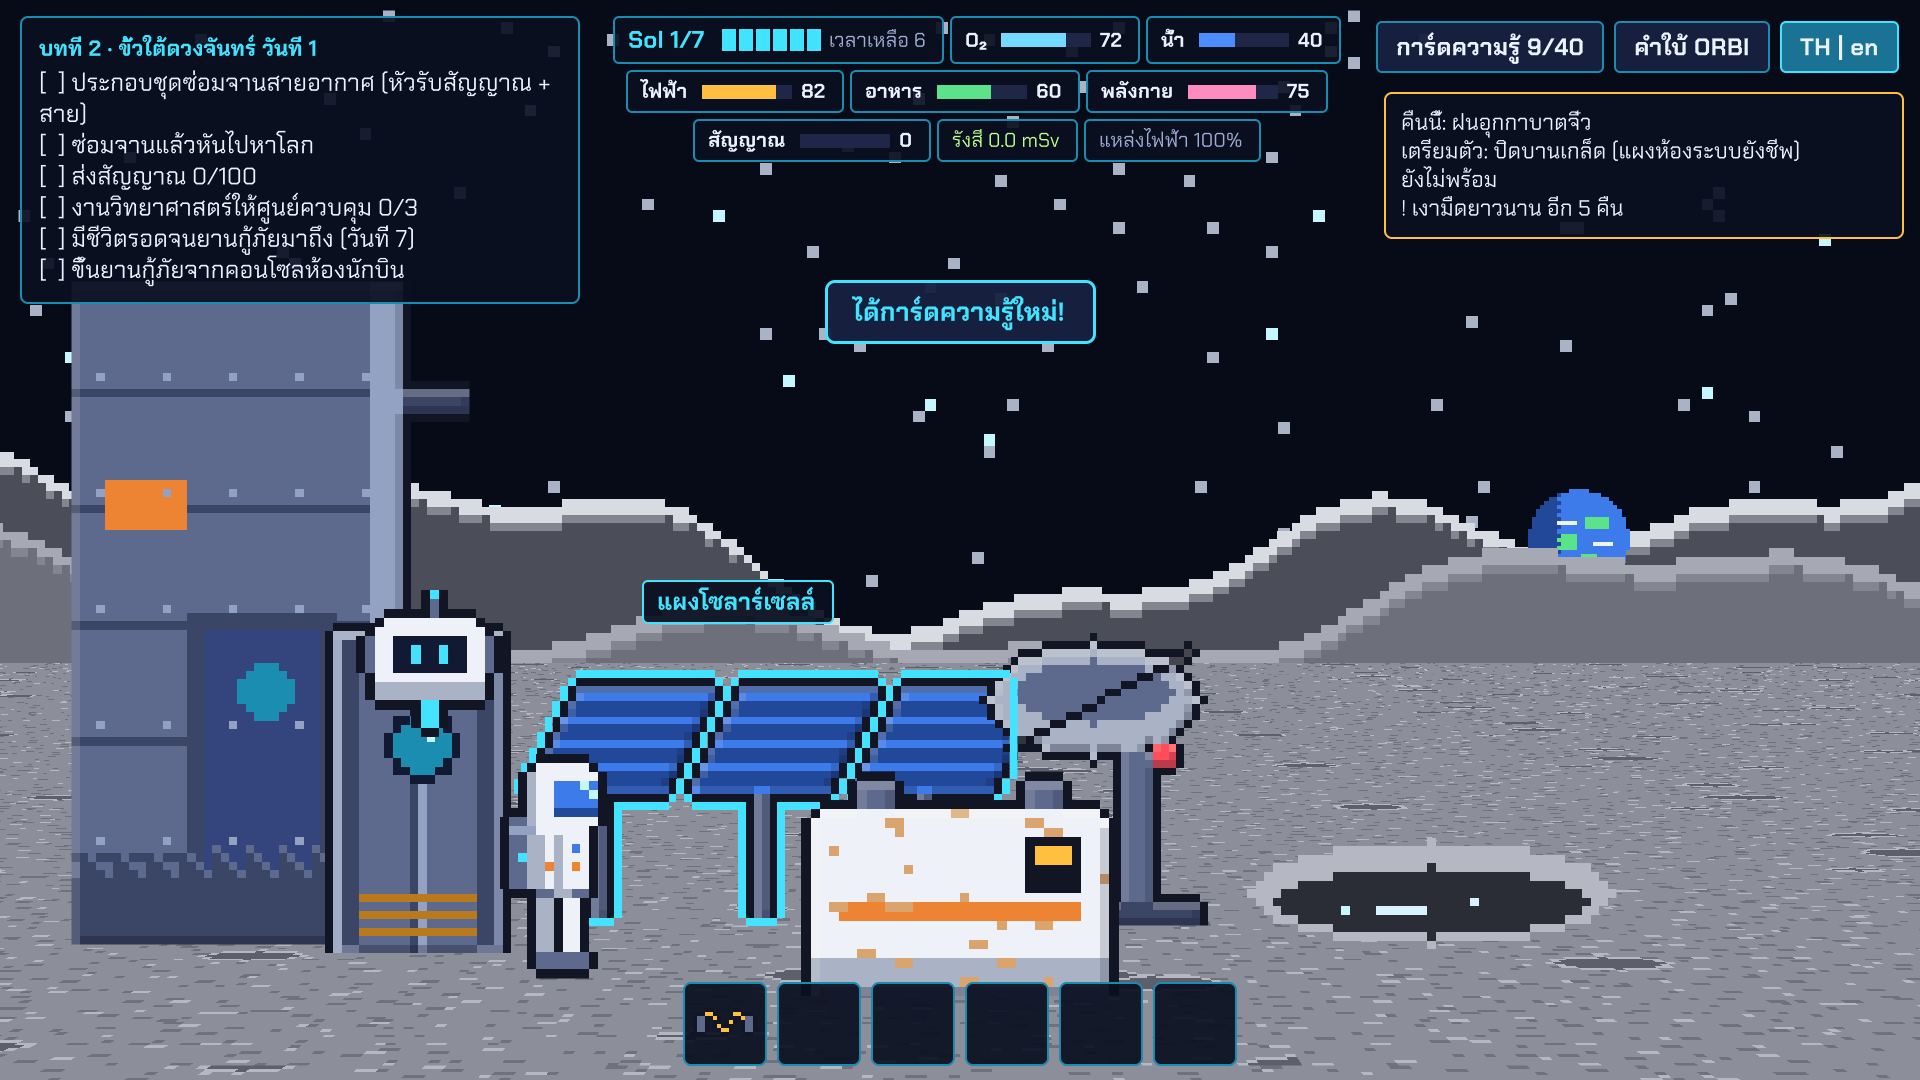 บทที่ 2 · ขั้วใต้ดวงจันทร์ วันที่ 1
[ ] ประกอบชุดซ่อมจานสายอากาศ (หัวรับสัญญาณ +
สาย)
[ ] ซ่อมจานแล้วหันไปหาโลก
[ ] ส่งสัญญาณ 0/100
[ ] งานวิทยาศาสตร์ให้ศูนย์ควบคุม 0/3
[ ] มีชีวิตรอดจนยานกู้ภัยมาถึง (วันที่ 7)
[ ] ขึ้นยานกู้ภัยจากคอนโซลห้องนักบิน
Sol 1/7 เวลาเหลือ 6
O₂ 72
น้ำ 40
ไฟฟ้า 82
อาหาร 60
พลังกาย 75
สัญญาณ 0
รังสี 0.0 mSv
แหล่งไฟฟ้า 100%
การ์ดความรู้ 9/40
คำใบ้ ORBI
TH | en
คืนนี้: ฝนอุกกาบาตจิ๋ว
เตรียมตัว: ปิดบานเกล็ด (แผงห้องระบบยังชีพ)
ยังไม่พร้อม
! เงามืดยาวนาน อีก 5 คืน
ได้การ์ดความรู้ใหม่!
แผงโซลาร์เซลล์